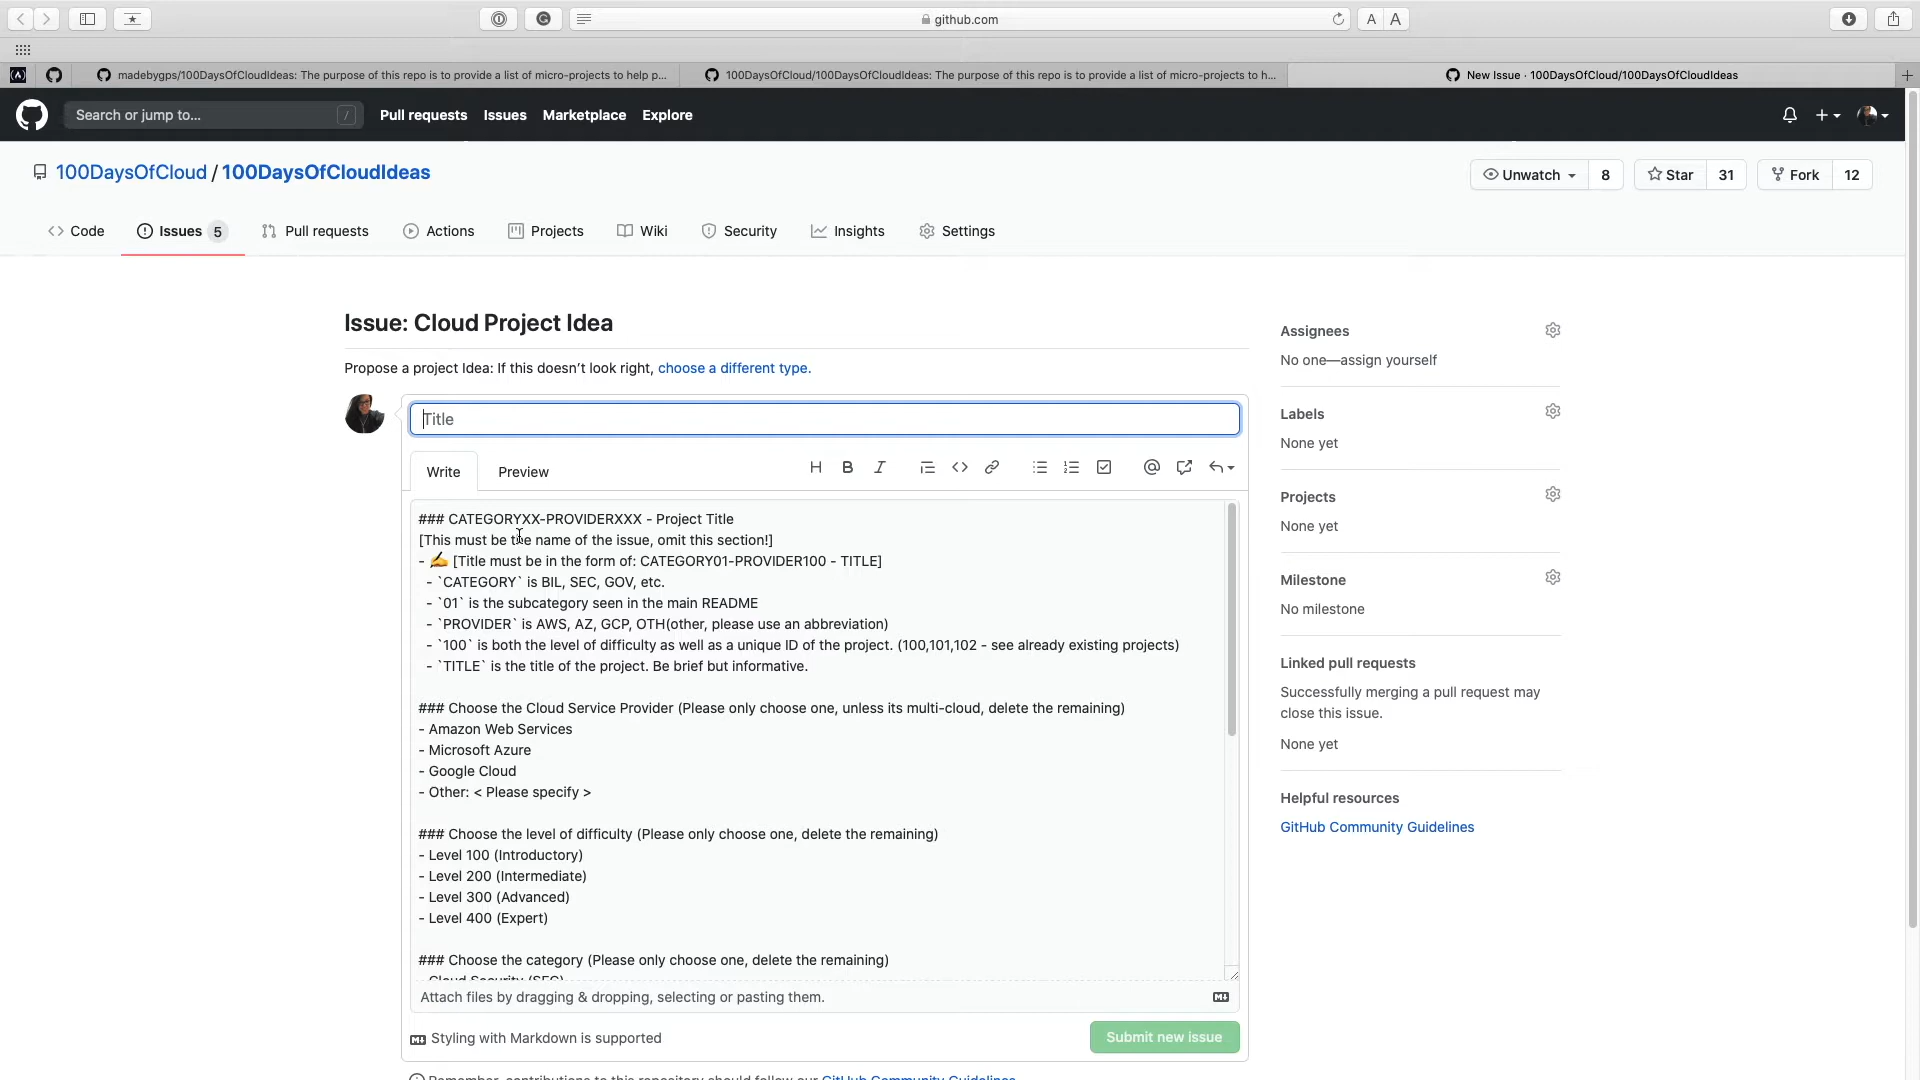 github.com
A A
madebygps/100DaysOfCloudIdeas: The purpose of this repo is to provide a list of micro-projects to help p...
100DaysOfCloud/100DaysOfCloudIdeas: The purpose of this repo is to provide a list of micro-projects to h...
New Issue · 100DaysOfCloud/100DaysOfCloudIdeas
Search or jump to... /
Pull requests Issues Marketplace Explore
100DaysOfCloud / 100DaysOfCloudIdeas
Unwatch 8 Star 31 Fork 12
Code Issues 5 Pull requests Actions Projects Wiki Security Insights Settings
Issue: Cloud Project Idea
Propose a project Idea: If this doesn't look right, choose a different type.
Title
Write Preview
### CATEGORYXX-PROVIDERXXX - Project Title
[This must be the name of the issue, omit this section!]
- ✍️ [Title must be in the form of: CATEGORY01-PROVIDER100 - TITLE]
- `CATEGORY` is BIL, SEC, GOV, etc.
- `01` is the subcategory seen in the main README
- `PROVIDER` is AWS, AZ, GCP, OTH(other, please use an abbreviation)
- `100` is both the level of difficulty as well as a unique ID of the project. (100,101,102 - see already existing projects)
- `TITLE` is the title of the project. Be brief but informative.
### Choose the Cloud Service Provider (Please only choose one, unless its multi-cloud, delete the remaining)
- Amazon Web Services
- Microsoft Azure
- Google Cloud
- Other: < Please specify >
### Choose the level of difficulty (Please only choose one, delete the remaining)
- Level 100 (Introductory)
- Level 200 (Intermediate)
- Level 300 (Advanced)
- Level 400 (Expert)
### Choose the category (Please only choose one, delete the remaining)
- Cloud Security (SEC)
Attach files by dragging & dropping, selecting or pasting them.
Styling with Markdown is supported
Submit new issue
Remember, contributions to this repository should follow our GitHub Community Guidelines.
Assignees
No one—assign yourself
Labels
None yet
Projects
None yet
Milestone
No milestone
Linked pull requests
Successfully merging a pull request may
close this issue.
None yet
Helpful resources
GitHub Community Guidelines